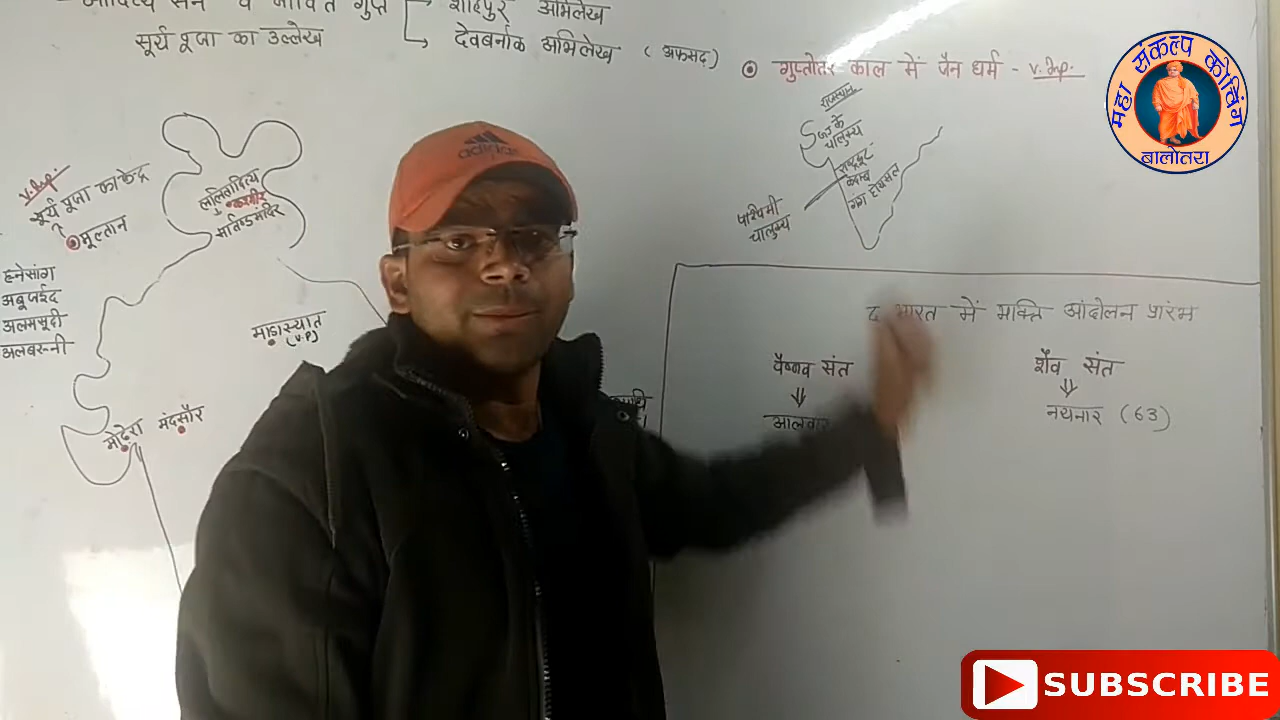 आदित्य सेन व जीवित गुप्त
शाहपुर अभिलेख
सूर्य पूजा का उल्लेख
देवबर्नाक अभिलेख (अफसद)
गुप्तोतर काल में जैन धर्म - V.Imp.
महा संकल्प कोचिंग
बालोतरा
राजस्थान
गुज के
चालुक्य
राष्ट्रकूट
कदम्ब
गंग होयसल
पश्चिमी
चालुक्य
V.Imp.
सूर्य पूजा का केन्द्र
मूल्तान
ललितादित्य
कश्मीर
मार्तण्ड मंदिर
ह्नेसांग
अबूजईद
अलमसूदी
अलबरूनी
(U.P)
मोढेरा मंदसौर
द भारत में भक्ति आंदोलन प्रारंभ
वैष्णव संत
शैव संत
नयनार (63)
SUBSCRIBE